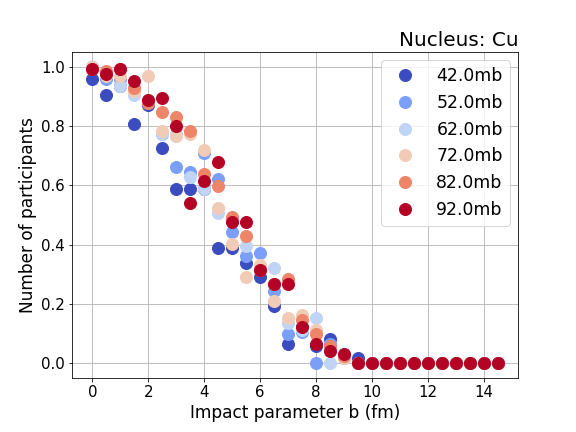 Nucleus: Cu
1.0
0.8
0.6
0.4
0.2
0.0
Number of participants
42.0mb
52.0mb
62.0mb
72.0mb
82.0mb
92.0mb
0 2 4 6 8 10 12 14
Impact parameter b (fm)